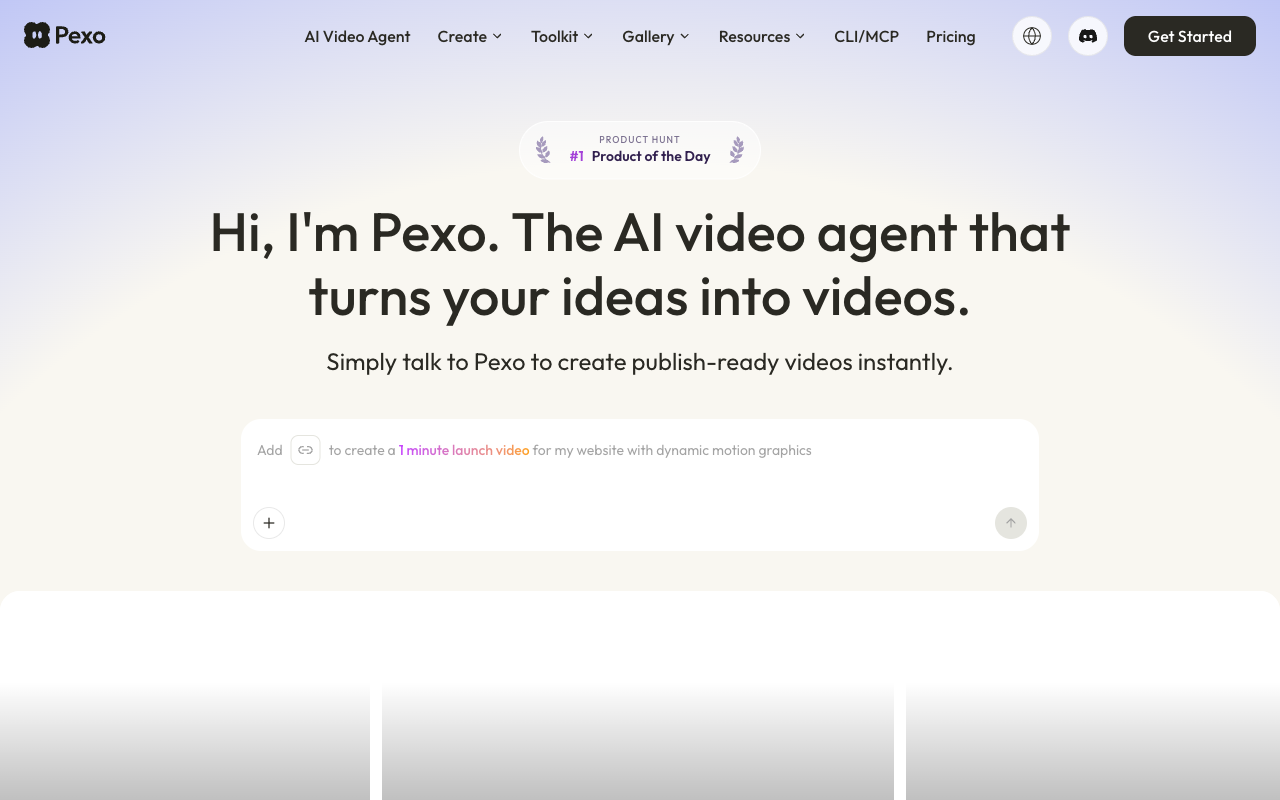 Pexo
AI Video Agent
Create
Toolkit
Gallery
Resources
CLI/MCP
Pricing
Get Started
PRODUCT HUNT
#1 Product of the Day
Hi, I'm Pexo. The AI video agent that
turns your ideas into videos.
Simply talk to Pexo to create publish-ready videos instantly.
Add to create a 1 minute launch video for my website with dynamic motion graphics